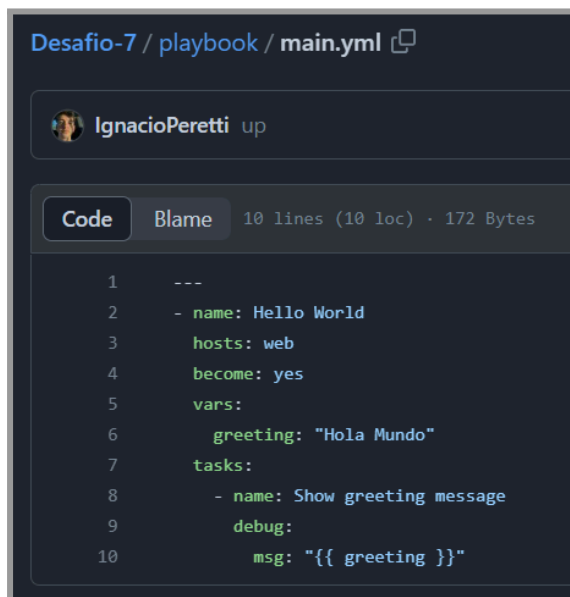 Desafio-7 / playbook / main.yml
IgnacioPeretti up
Code Blame 10 lines (10 loc) · 172 Bytes
1 ---
2 - name: Hello World
3 hosts: web
4 become: yes
5 vars:
6 greeting: "Hola Mundo"
7 tasks:
8 - name: Show greeting message
9 debug:
10 msg: "{{ greeting }}"